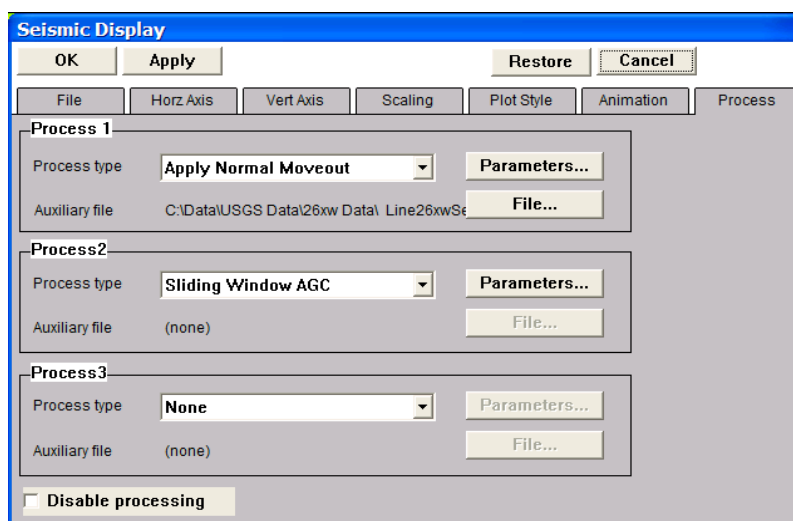 Seismic Display
OK Apply Restore Cancel
File Horz Axis Vert Axis Scaling Plot Style Animation Process
Process 1
Process type Apply Normal Moveout Parameters...
Auxiliary file C:\Data\USGS Data\26xw Data\ Line26xwSe File...
Process2
Process type Sliding Window AGC Parameters...
Auxiliary file (none) File...
Process3
Process type None Parameters...
Auxiliary file (none) File...
Disable processing